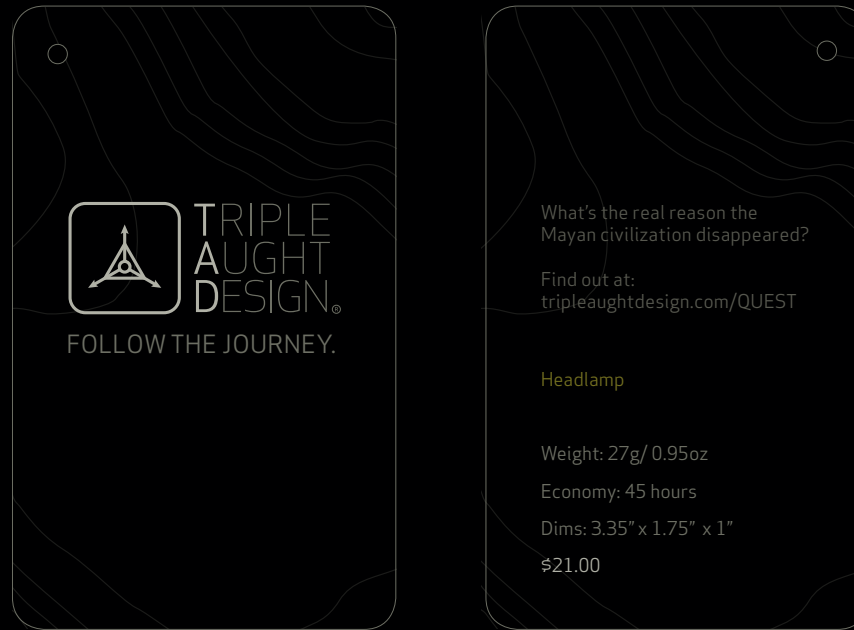 TRIPLE
AUGHT
DESIGN®
FOLLOW THE JOURNEY.
What's the real reason the
Mayan civilization disappeared?
Find out at:
tripleaughtdesign.com/QUEST
Headlamp
Weight: 27g/ 0.95oz
Economy: 45 hours
Dims: 3.35” x 1.75” x 1”
$21.00